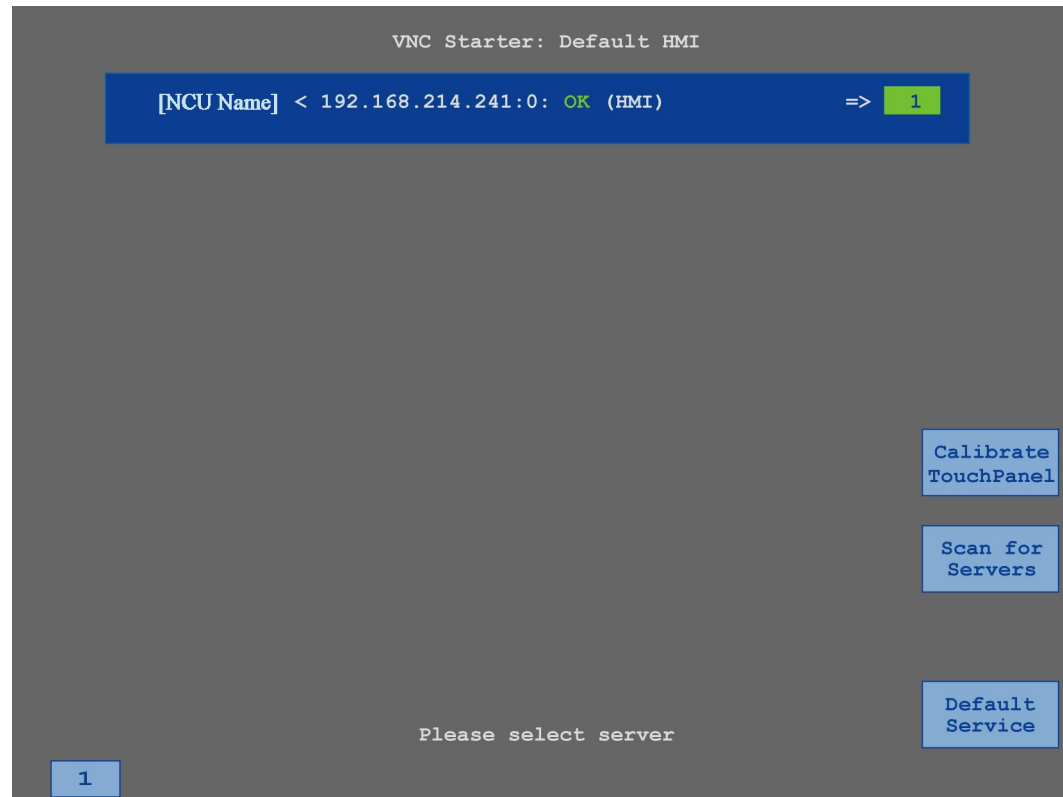 VNC Starter: Default HMI
[NCU Name] < 192.168.214.241:0: OK (HMI) => 1
Calibrate
TouchPanel
Scan for
Servers
Default
Service
Please select server
1